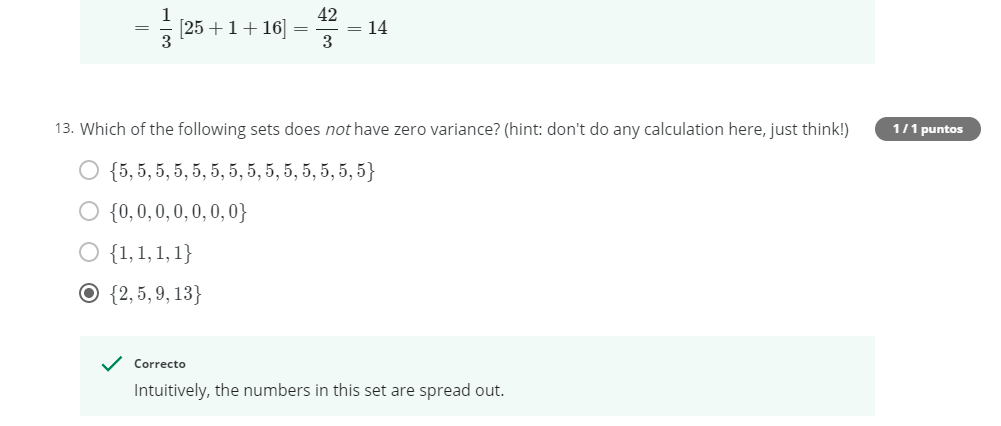 = 1/3 [25 + 1 + 16] = 42/3 = 14
13. Which of the following sets does not have zero variance? (hint: don't do any calculation here, just think!)
1 / 1 puntos
{5, 5, 5, 5, 5, 5, 5, 5, 5, 5, 5, 5, 5, 5}
{0, 0, 0, 0, 0, 0, 0}
{1, 1, 1, 1}
{2, 5, 9, 13}
Correcto
Intuitively, the numbers in this set are spread out.